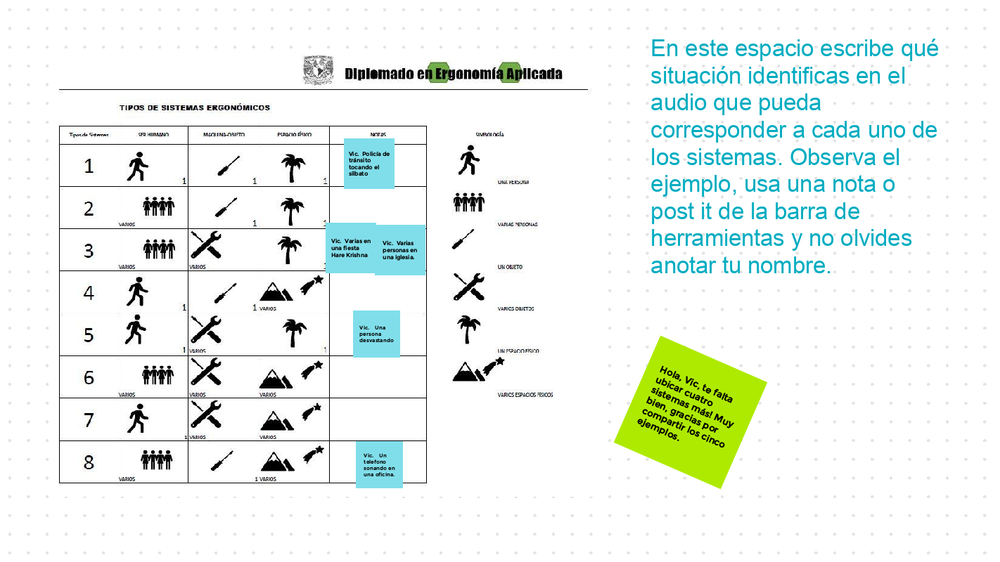 Diplomado en Ergonomía Aplicada
TIPOS DE SISTEMAS ERGONÓMICOS
Tipos de Sistemas SER HUMANO MAQUINA-OBJETO ESPACIO FÍSICO NOTAS
1 1 1 1
Vic. Policía de
tránsito
tocando el
silbato
2 VARIOS 1 1
3 VARIOS VARIOS 1
Vic. Varias en
una fiesta
Hare Krishna
Vic. Varias
personas en
una iglesia.
4 1 1 VARIOS
5 1 VARIOS 1
Vic. Una
persona
desvastando
6 VARIOS VARIOS VARIOS
7 1 VARIOS VARIOS
8 VARIOS 1 VARIOS
Vic. Un
telefono
sonando en
una oficina.
SIMBOLOGÍA
UNA PERSONA
VARIAS PERSONAS
UN OBJETO
VARIOS OBJETOS
UN ESPACIO FÍSICO
VARIOS ESPACIOS FÍSICOS
En este espacio escribe qué
situación identificas en el
audio que pueda
corresponder a cada uno de
los sistemas. Observa el
ejemplo, usa una nota o
post it de la barra de
herramientas y no olvides
anotar tu nombre.
Hola, Vic, te falta
ubicar cuatro
sistemas más! Muy
bien, gracias por
compartir los cinco
ejemplos.